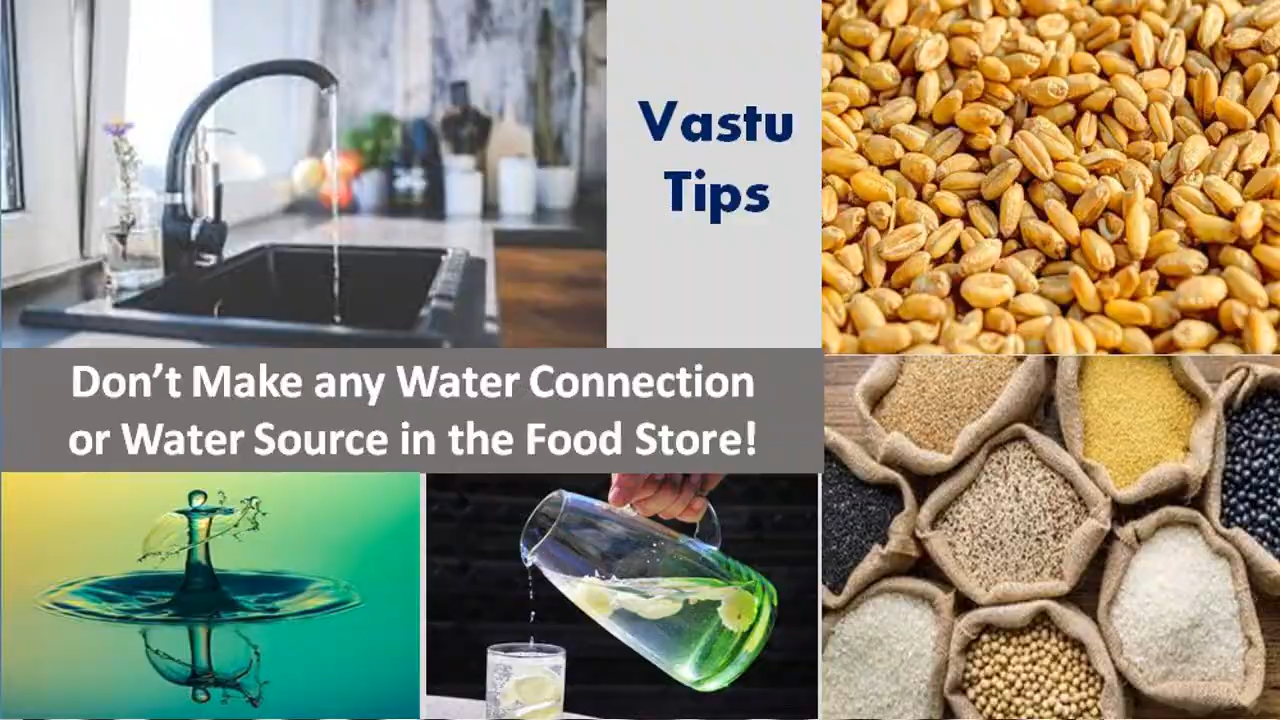 Vastu
Tips
Don’t Make any Water Connection
or Water Source in the Food Store!